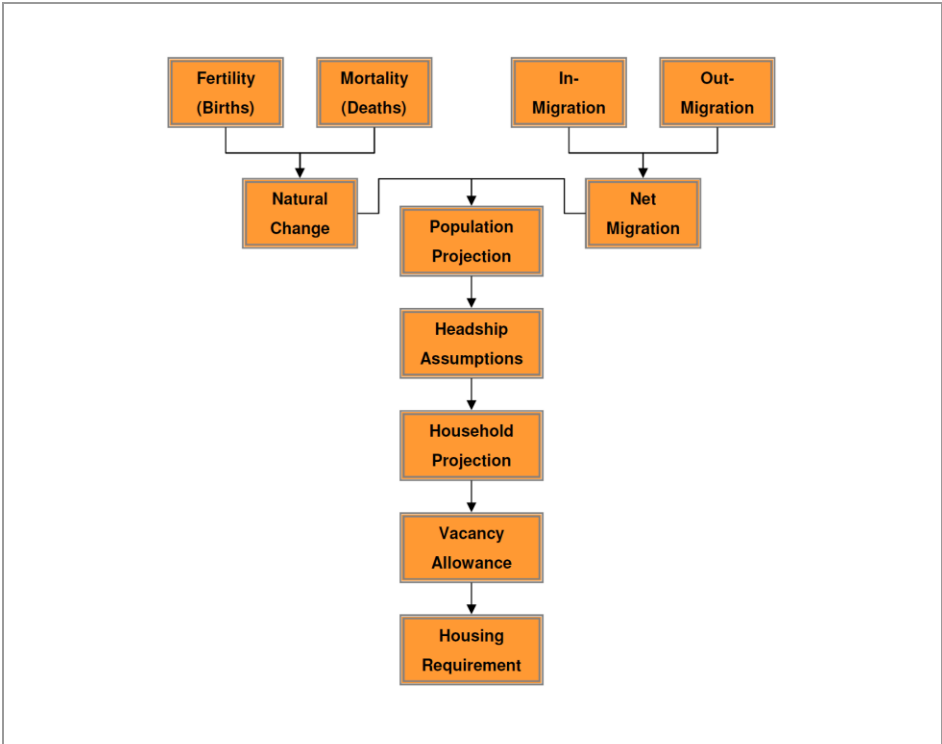 Fertility
(Births)
Mortality
(Deaths)
In-
Migration
Out-
Migration
Natural
Change
Net
Migration
Population
Projection
Headship
Assumptions
Household
Projection
Vacancy
Allowance
Housing
Requirement